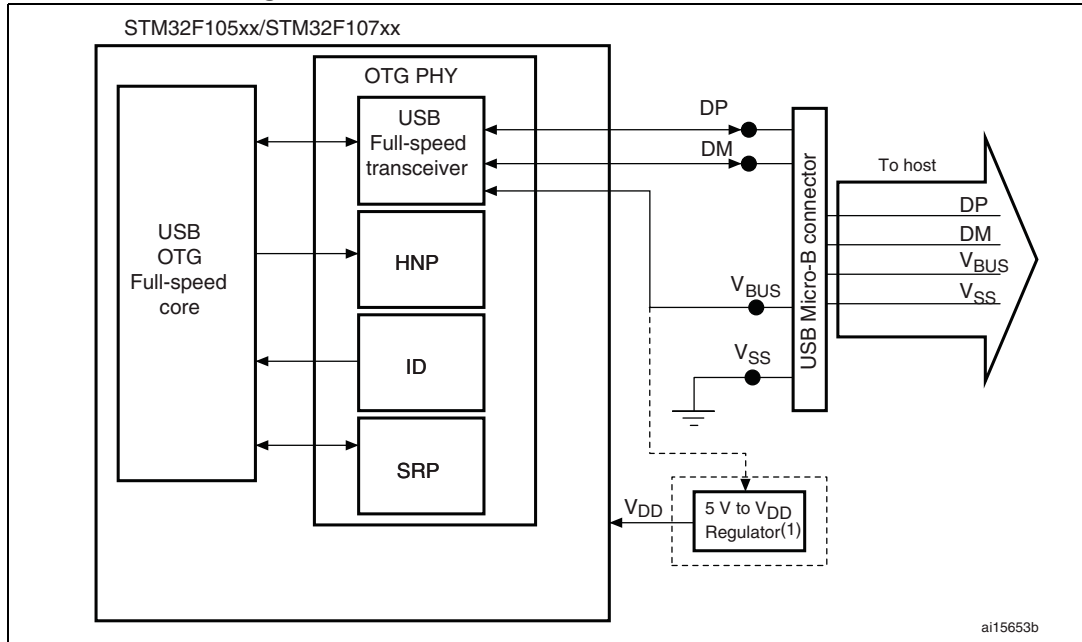 STM32F105xx/STM32F107xx
OTG PHY
USB
Full-speed
transceiver
USB
OTG
Full-speed
core
HNP
ID
SRP
DP
DM
VBUS
VSS
USB Micro-B connector
To host
DP
DM
VBUS
VSS
VDD
5 V to VDD
Regulator(1)
ai15653b